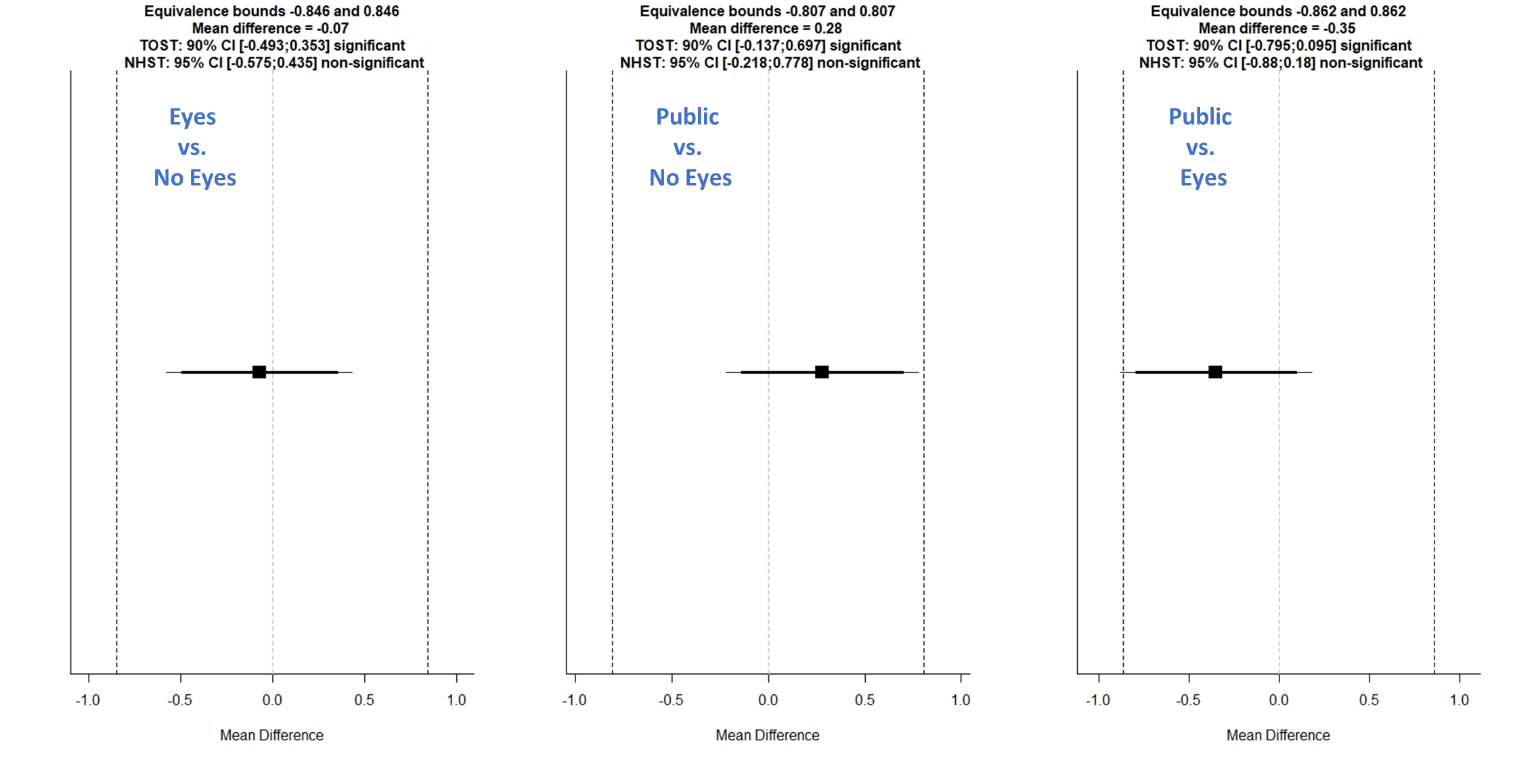 Equivalence bounds -0.846 and 0.846
Mean difference = -0.07
TOST: 90% CI [-0.493;0.353] significant
NHST: 95% CI [-0.575;0.435] non-significant
Eyes
vs.
No Eyes
-1.0 -0.5 0.0 0.5 1.0
Mean Difference
Equivalence bounds -0.807 and 0.807
Mean difference = 0.28
TOST: 90% CI [-0.137;0.697] significant
NHST: 95% CI [-0.218;0.778] non-significant
Public
vs.
No Eyes
-1.0 -0.5 0.0 0.5 1.0
Mean Difference
Equivalence bounds -0.862 and 0.862
Mean difference = -0.35
TOST: 90% CI [-0.795;0.095] significant
NHST: 95% CI [-0.88;0.18] non-significant
Public
vs.
Eyes
-1.0 -0.5 0.0 0.5 1.0
Mean Difference